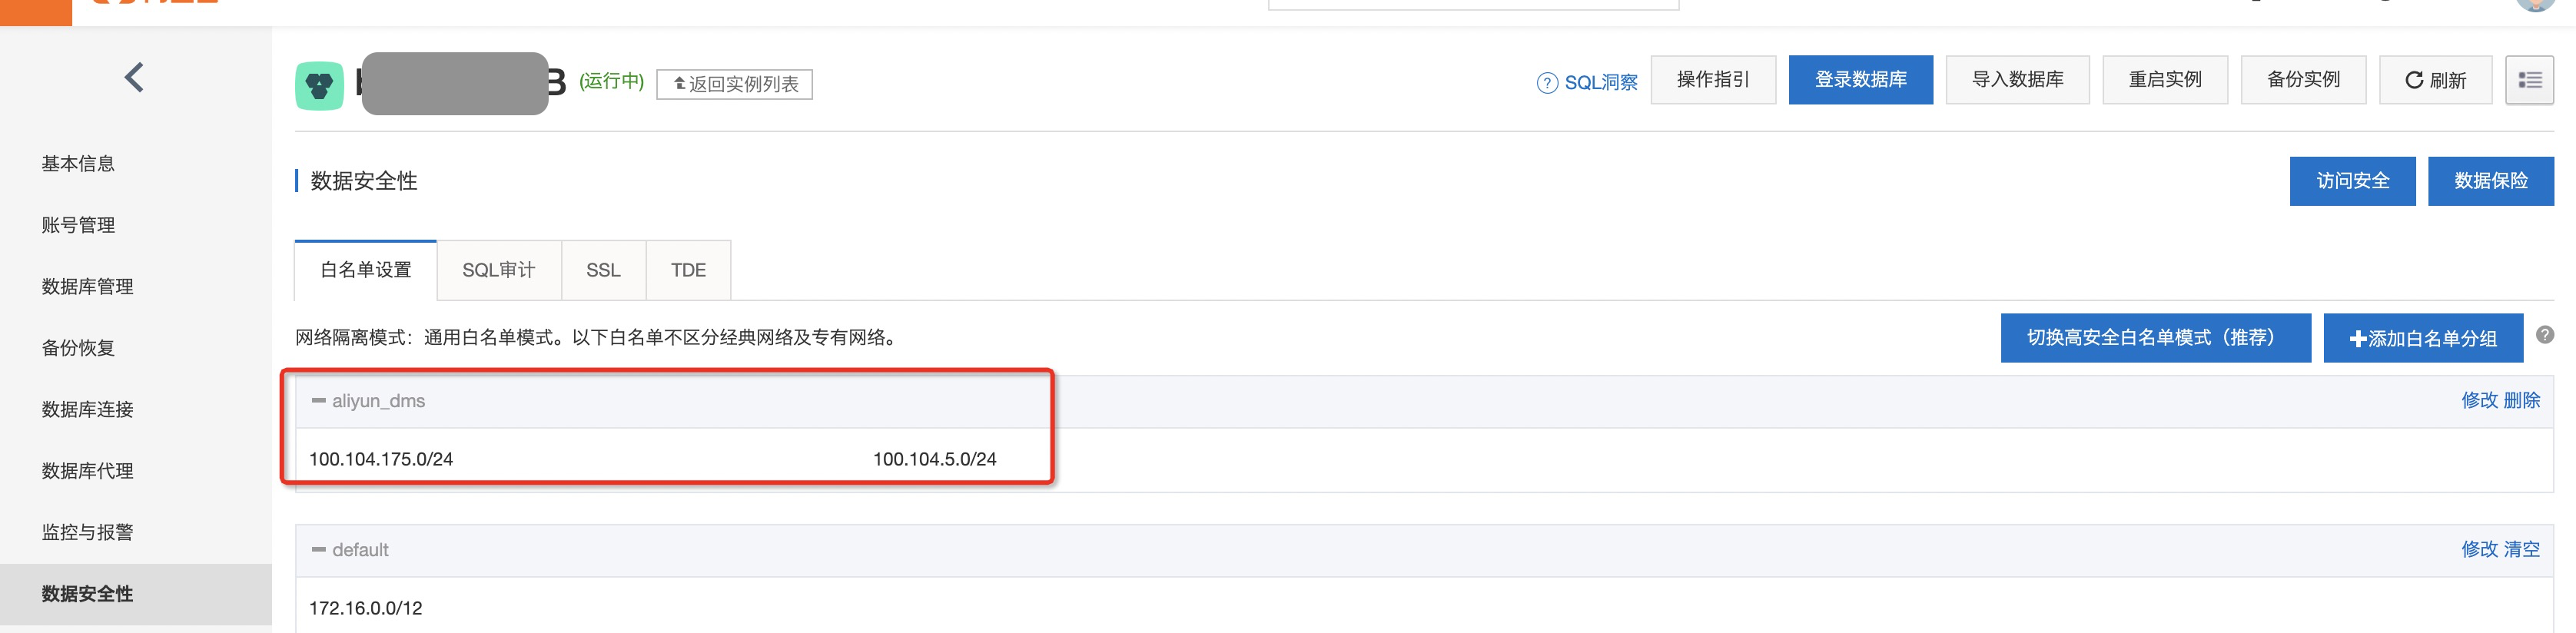 B (运行中) 返回实例列表 SQL洞察 操作指引 登录数据库 导入数据库 重启实例 备份实例 刷新
基本信息
账号管理
数据库管理
备份恢复
数据库连接
数据库代理
监控与报警
数据安全性
数据安全性 访问安全 数据保险
白名单设置 SQL审计 SSL TDE
网络隔离模式：通用白名单模式。以下白名单不区分经典网络及专有网络。 切换高安全白名单模式（推荐） 添加白名单分组
aliyun_dms 修改 删除
100.104.175.0/24 100.104.5.0/24
default 修改 清空
172.16.0.0/12